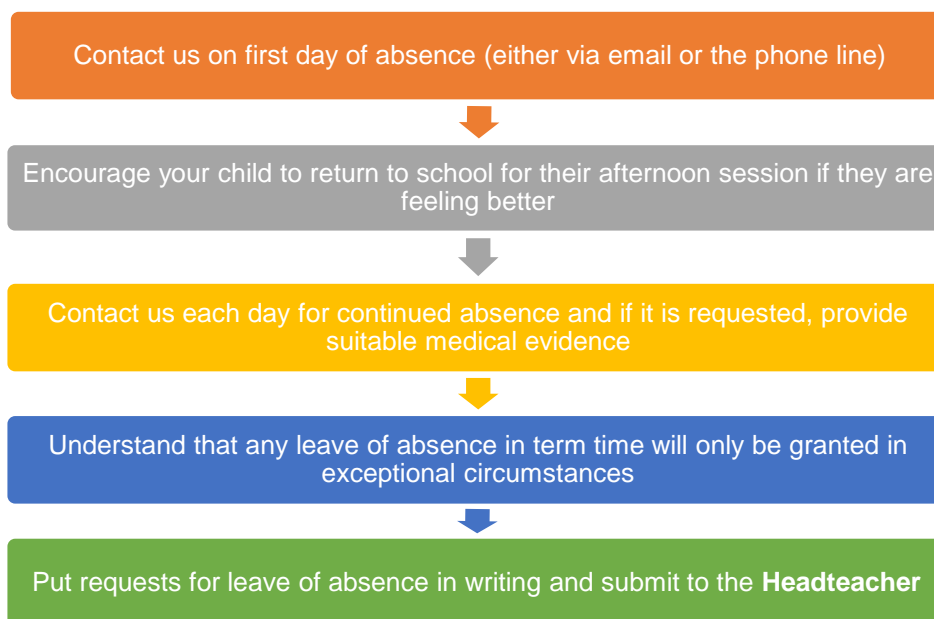 Contact us on first day of absence (either via email or the phone line)
Encourage your child to return to school for their afternoon session if they are
feeling better
Contact us each day for continued absence and if it is requested, provide
suitable medical evidence
Understand that any leave of absence in term time will only be granted in
exceptional circumstances
Put requests for leave of absence in writing and submit to the Headteacher